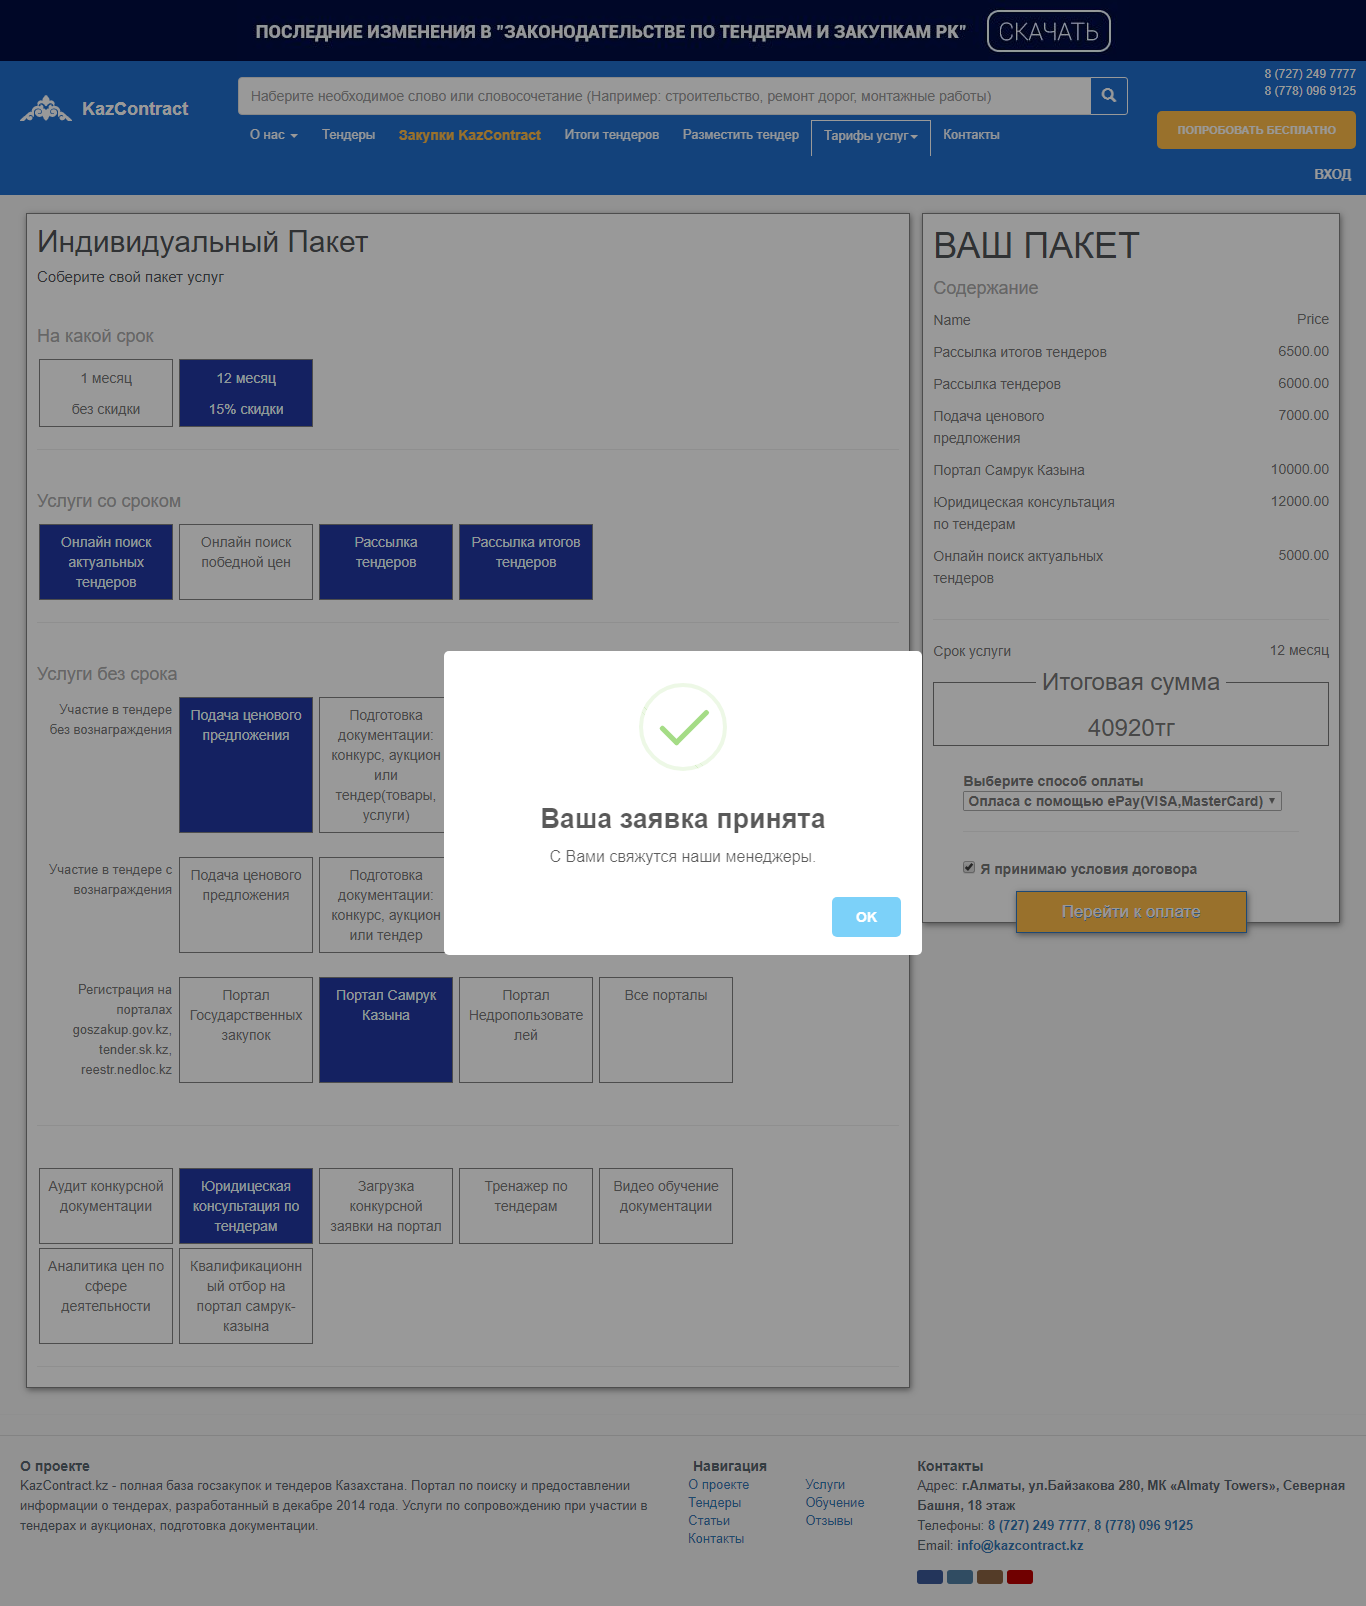 ПОСЛЕДНИЕ ИЗМЕНЕНИЯ В "ЗАКОНОДАТЕЛЬСТВЕ ПО ТЕНДЕРАМ И ЗАКУПКАМ РК"
СКАЧАТЬ
KazContract
Наберите необходимое слово или словосочетание (Например: строительство, ремонт дорог, монтажные работы)
8 (727) 249 7777
8 (778) 096 9125
О нас
Тендеры
Закупки KazContract
Итоги тендеров
Разместить тендер
Тарифы услуг
Контакты
ПОПРОБОВАТЬ БЕСПЛАТНО
ВХОД
Индивидуальный Пакет
Соберите свой пакет услуг
На какой срок
1 месяц
без скидки
12 месяц
15% скидки
Услуги со сроком
Онлайн поиск
актуальных
тендеров
Онлайн поиск
победной цен
Рассылка
тендеров
Рассылка итогов
тендеров
Услуги без срока
Участие в тендере
без вознаграждения
Подача ценового
предложения
Подготовка
документации:
конкурс, аукцион
или
тендер(товары,
услуги)
Участие в тендере с
вознаграждения
Подача ценового
предложения
Подготовка
документации:
конкурс, аукцион
или тендер
Регистрация на
порталах
goszakup.gov.kz,
tender.sk.kz,
reestr.nedloc.kz
Портал
Государственных
закупок
Портал Самрук
Казына
Портал
Недропользовате
лей
Все порталы
Аудит конкурсной
документации
Юридицеская
консультация по
тендерам
Загрузка
конкурсной
заявки на портал
Тренажер по
тендерам
Видео обучение
документации
Аналитика цен по
сфере
деятельности
Квалификационн
ый отбор на
портал самрук-
казына
ВАШ ПАКЕТ
Содержание
Name Price
Рассылка итогов тендеров 6500.00
Рассылка тендеров 6000.00
Подача ценового 7000.00
предложения
Портал Самрук Казына 10000.00
Юридицеская консультация 12000.00
по тендерам
Онлайн поиск актуальных 5000.00
тендеров
Срок услуги 12 месяц
Итоговая сумма
40920тг
Выберите способ оплаты
Опласа с помощью ePay(VISA,MasterCard)
Я принимаю условия договора
Перейти к оплате
Ваша заявка принята
С Вами свяжутся наши менеджеры.
OK
О проекте
KazContract.kz - полная база госзакупок и тендеров Казахстана. Портал по поиску и предоставлении
информации о тендерах, разработанный в декабре 2014 года. Услуги по сопровождению при участии в
тендерах и аукционах, подготовка документации.
Навигация
О проекте
Тендеры
Статьи
Контакты
Услуги
Обучение
Отзывы
Контакты
Адрес: г.Алматы, ул.Байзакова 280, МК «Almaty Towers», Северная
Башня, 18 этаж
Телефоны: 8 (727) 249 7777, 8 (778) 096 9125
Email: info@kazcontract.kz